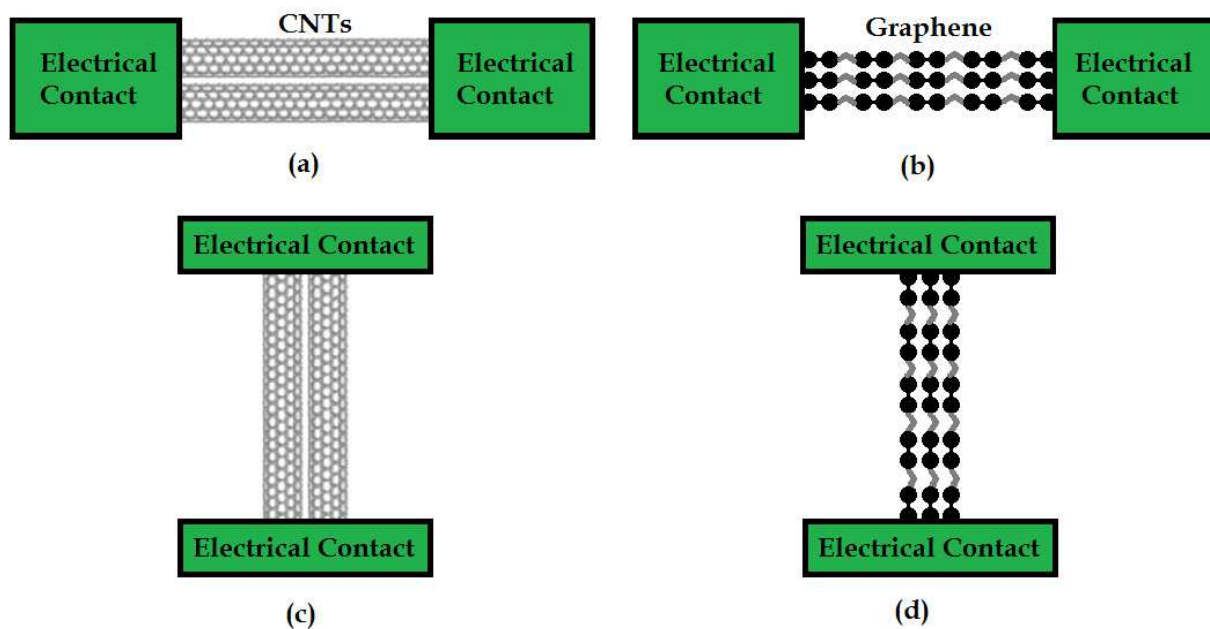 CNTs
Electrical
Contact
Electrical
Contact
(a)
Graphene
Electrical
Contact
Electrical
Contact
(b)
Electrical Contact
Electrical Contact
(c)
Electrical Contact
Electrical Contact
(d)